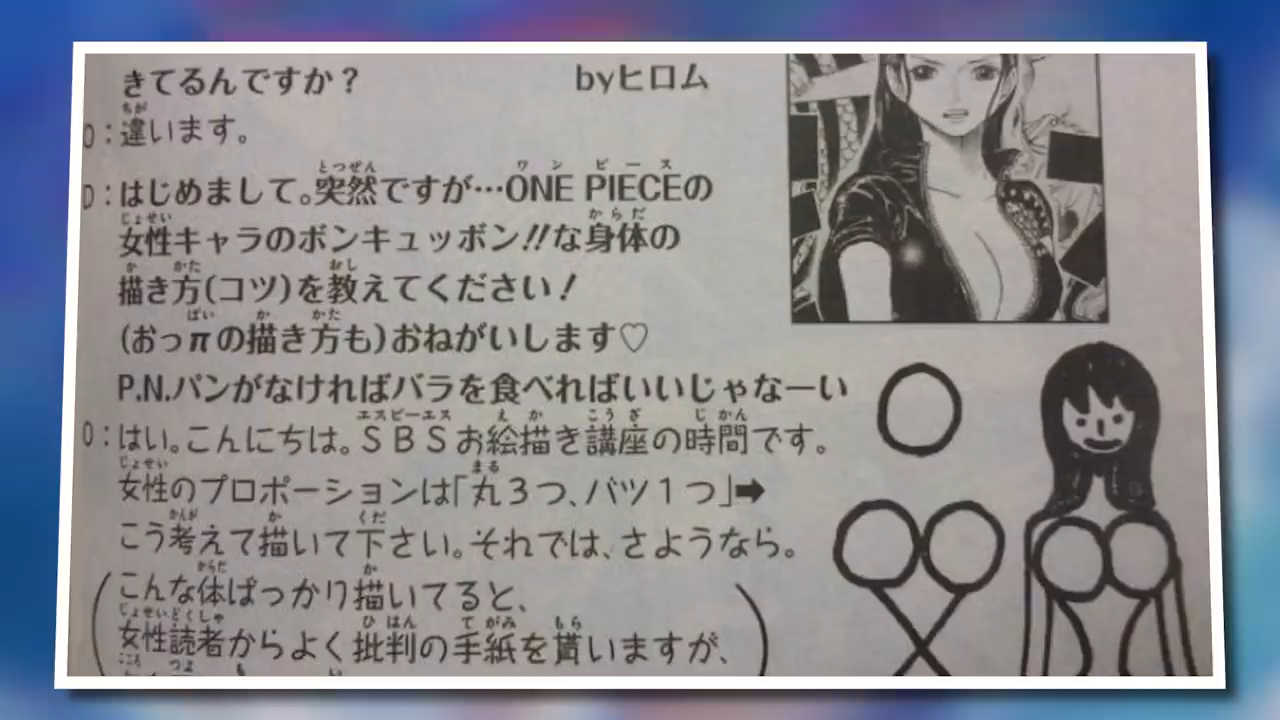 きてるんですか？ byヒロム
O：違います。
D：はじめまして。突然ですが…ONE PIECEの
女性キャラのボンキュッボン!!な身体の
描き方(コツ)を教えてください！
(おっπの描き方も)おねがいします♡
P.N.パンがなければバラを食べればいいじゃなーい
O：はい。こんにちは。ＳＢＳお絵描き講座の時間です。
女性のプロポーションは「丸３つ、バツ１つ」➡
こう考えて描いて下さい。それでは、さようなら。
(こんな体ばっかり描いてると、
女性読者からよく批判の手紙を貰いますが、)